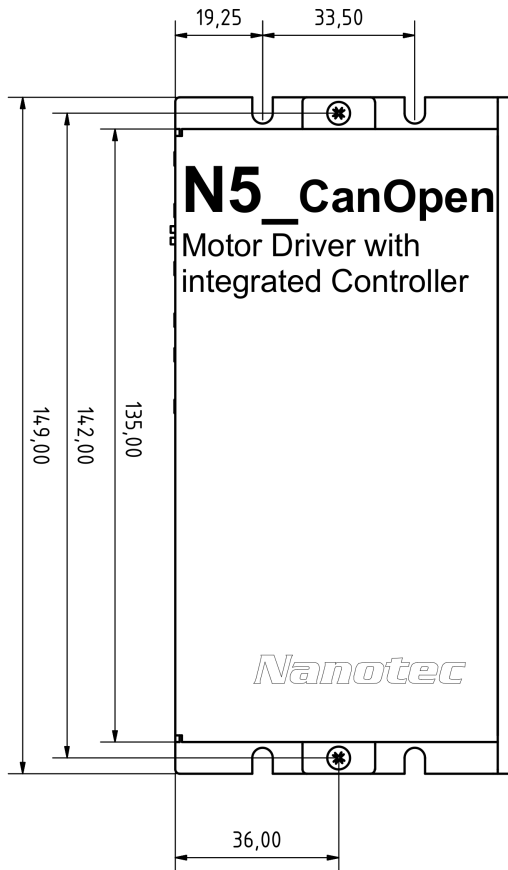 19,25
33,50
N5_CanOpen
Motor Driver with
integrated Controller
149,00
142,00
135,00
Nanotec
36,00